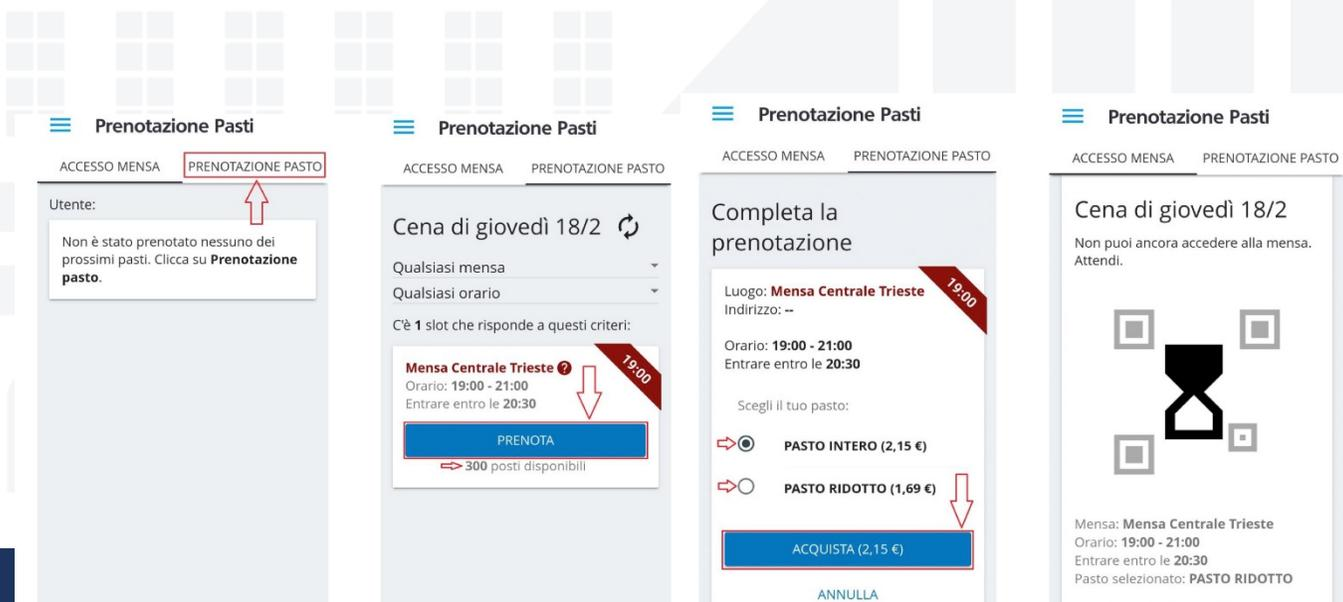 Prenotazione Pasti
ACCESSO MENSA
PRENOTAZIONE PASTO
Utente:
Non è stato prenotato nessuno dei
prossimi pasti. Clicca su Prenotazione
pasto.
Prenotazione Pasti
ACCESSO MENSA
PRENOTAZIONE PASTO
Cena di giovedì 18/2
Qualsiasi mensa
Qualsiasi orario
C'è 1 slot che risponde a questi criteri:
19:00
Mensa Centrale Trieste ?
Orario: 19:00 - 21:00
Entrare entro le 20:30
PRENOTA
300 posti disponibili
Prenotazione Pasti
ACCESSO MENSA
PRENOTAZIONE PASTO
Completa la
prenotazione
19:00
Luogo: Mensa Centrale Trieste
Indirizzo: --
Orario: 19:00 - 21:00
Entrare entro le 20:30
Scegli il tuo pasto:
PASTO INTERO (2,15 €)
PASTO RIDOTTO (1,69 €)
ACQUISTA (2,15 €)
ANNULLA
Prenotazione Pasti
ACCESSO MENSA
PRENOTAZIONE PASTO
Cena di giovedì 18/2
Non puoi ancora accedere alla mensa.
Attendi.
Mensa: Mensa Centrale Trieste
Orario: 19:00 - 21:00
Entrare entro le 20:30
Pasto selezionato: PASTO RIDOTTO